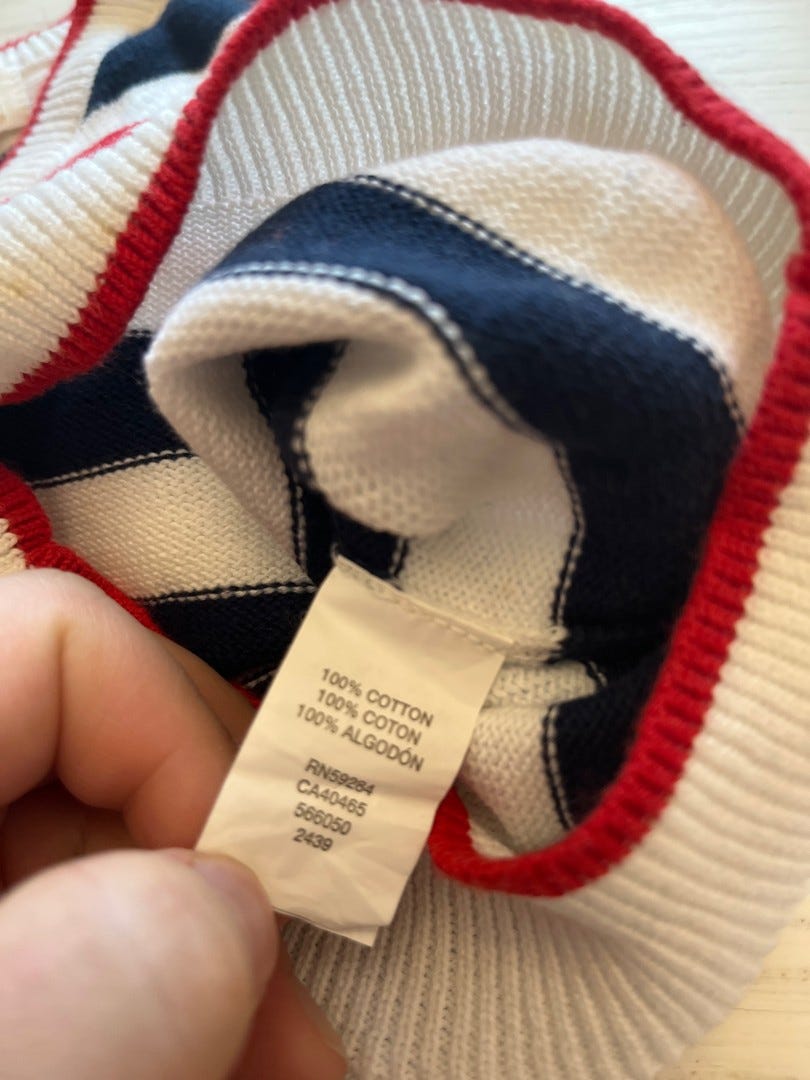 100% COTTON
100% COTON
100% ALGODÓN
RN59284
CA40465
566050
2439